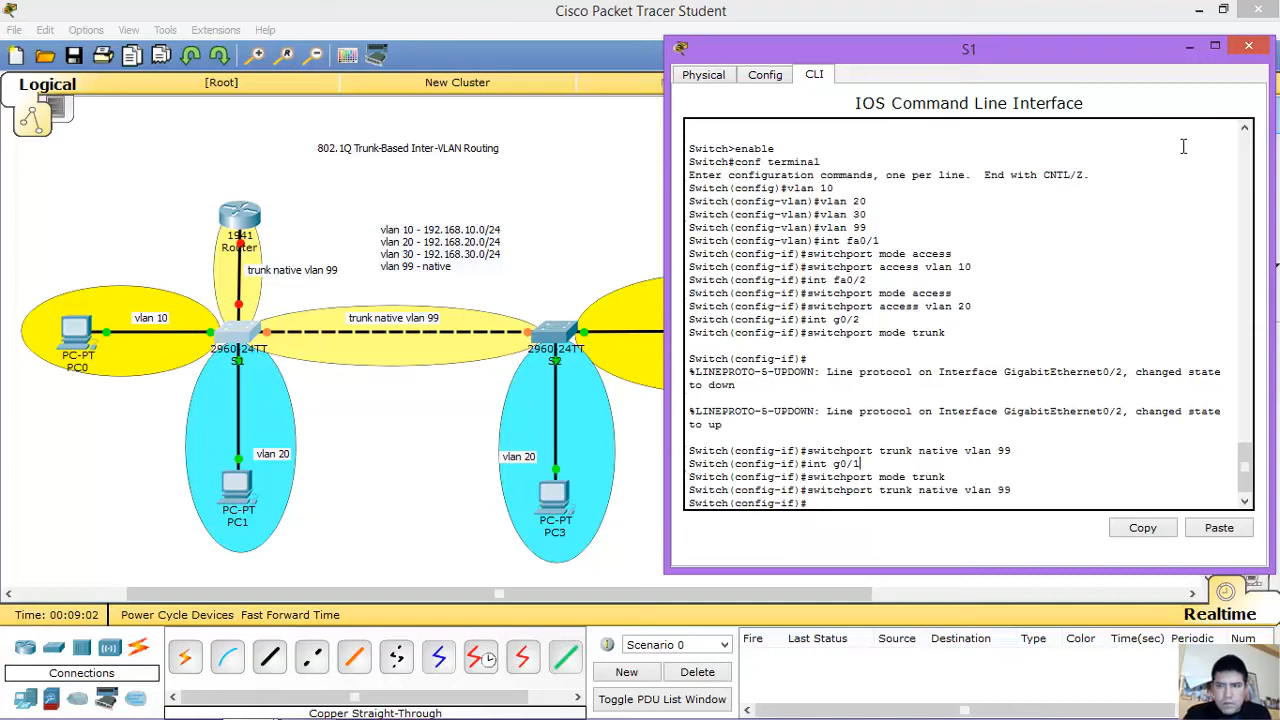 Cisco Packet Tracer Student
File Edit Options View Tools Extensions Help
Logical
[Root]
New Cluster
802.1Q Trunk-Based Inter-VLAN Routing
1941
Router
vlan 10 - 192.168.10.0/24
vlan 20 - 192.168.20.0/24
vlan 30 - 192.168.30.0/24
vlan 99 - native
trunk native vlan 99
vlan 10
trunk native vlan 99
PC-PT
PC0
2960-24TT
S1
2960-24TT
S2
vlan 20
vlan 20
PC-PT
PC1
PC-PT
PC3
S1
Physical Config CLI
IOS Command Line Interface
Switch>enable
Switch#conf terminal
Enter configuration commands, one per line.  End with CNTL/Z.
Switch(config)#vlan 10
Switch(config-vlan)#vlan 20
Switch(config-vlan)#vlan 30
Switch(config-vlan)#vlan 99
Switch(config-vlan)#int fa0/1
Switch(config-if)#switchport mode access
Switch(config-if)#switchport access vlan 10
Switch(config-if)#int fa0/2
Switch(config-if)#switchport mode access
Switch(config-if)#switchport access vlan 20
Switch(config-if)#int g0/2
Switch(config-if)#switchport mode trunk
Switch(config-if)#
%LINEPROTO-5-UPDOWN: Line protocol on Interface GigabitEthernet0/2, changed state
to down
%LINEPROTO-5-UPDOWN: Line protocol on Interface GigabitEthernet0/2, changed state
to up
Switch(config-if)#switchport trunk native vlan 99
Switch(config-if)#int g0/1
Switch(config-if)#switchport mode trunk
Switch(config-if)#switchport trunk native vlan 99
Switch(config-if)#
Copy Paste
Time: 00:09:02 Power Cycle Devices Fast Forward Time
Realtime
Connections
Copper Straight-Through
Scenario 0
New Delete
Toggle PDU List Window
Fire Last Status Source Destination Type Color Time(sec) Periodic Num